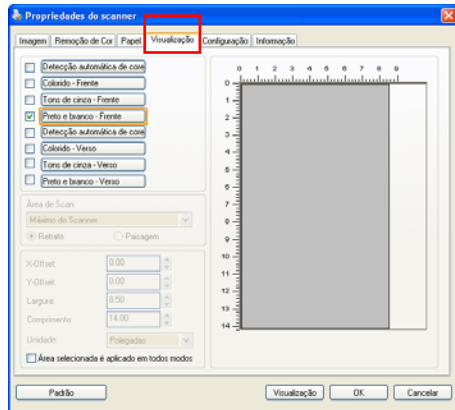 Propriedades do scanner
Imagem Remoção de Cor Papel Visualização Configuração Informação
Detecção automática de core
Colorido - Frente
Tons de cinza - Frente
Preto e branco - Frente
Detecção automática de core
Colorido - Verso
Tons de cinza - Verso
Preto e branco - Verso
Área de Scan:
Máximo do Scanner
Retrato Paisagem
X-Offset: 0.00
Y-Offset: 0.00
Largura: 8.50
Comprimento: 14.00
Unidade: Polegadas
Área selecionada é aplicado em todos modos
0 1 2 3 4 5 6 7 8 9
0
1
2
3
4
5
6
7
8
9
10
11
12
13
14
Padrão Visualização OK Cancelar